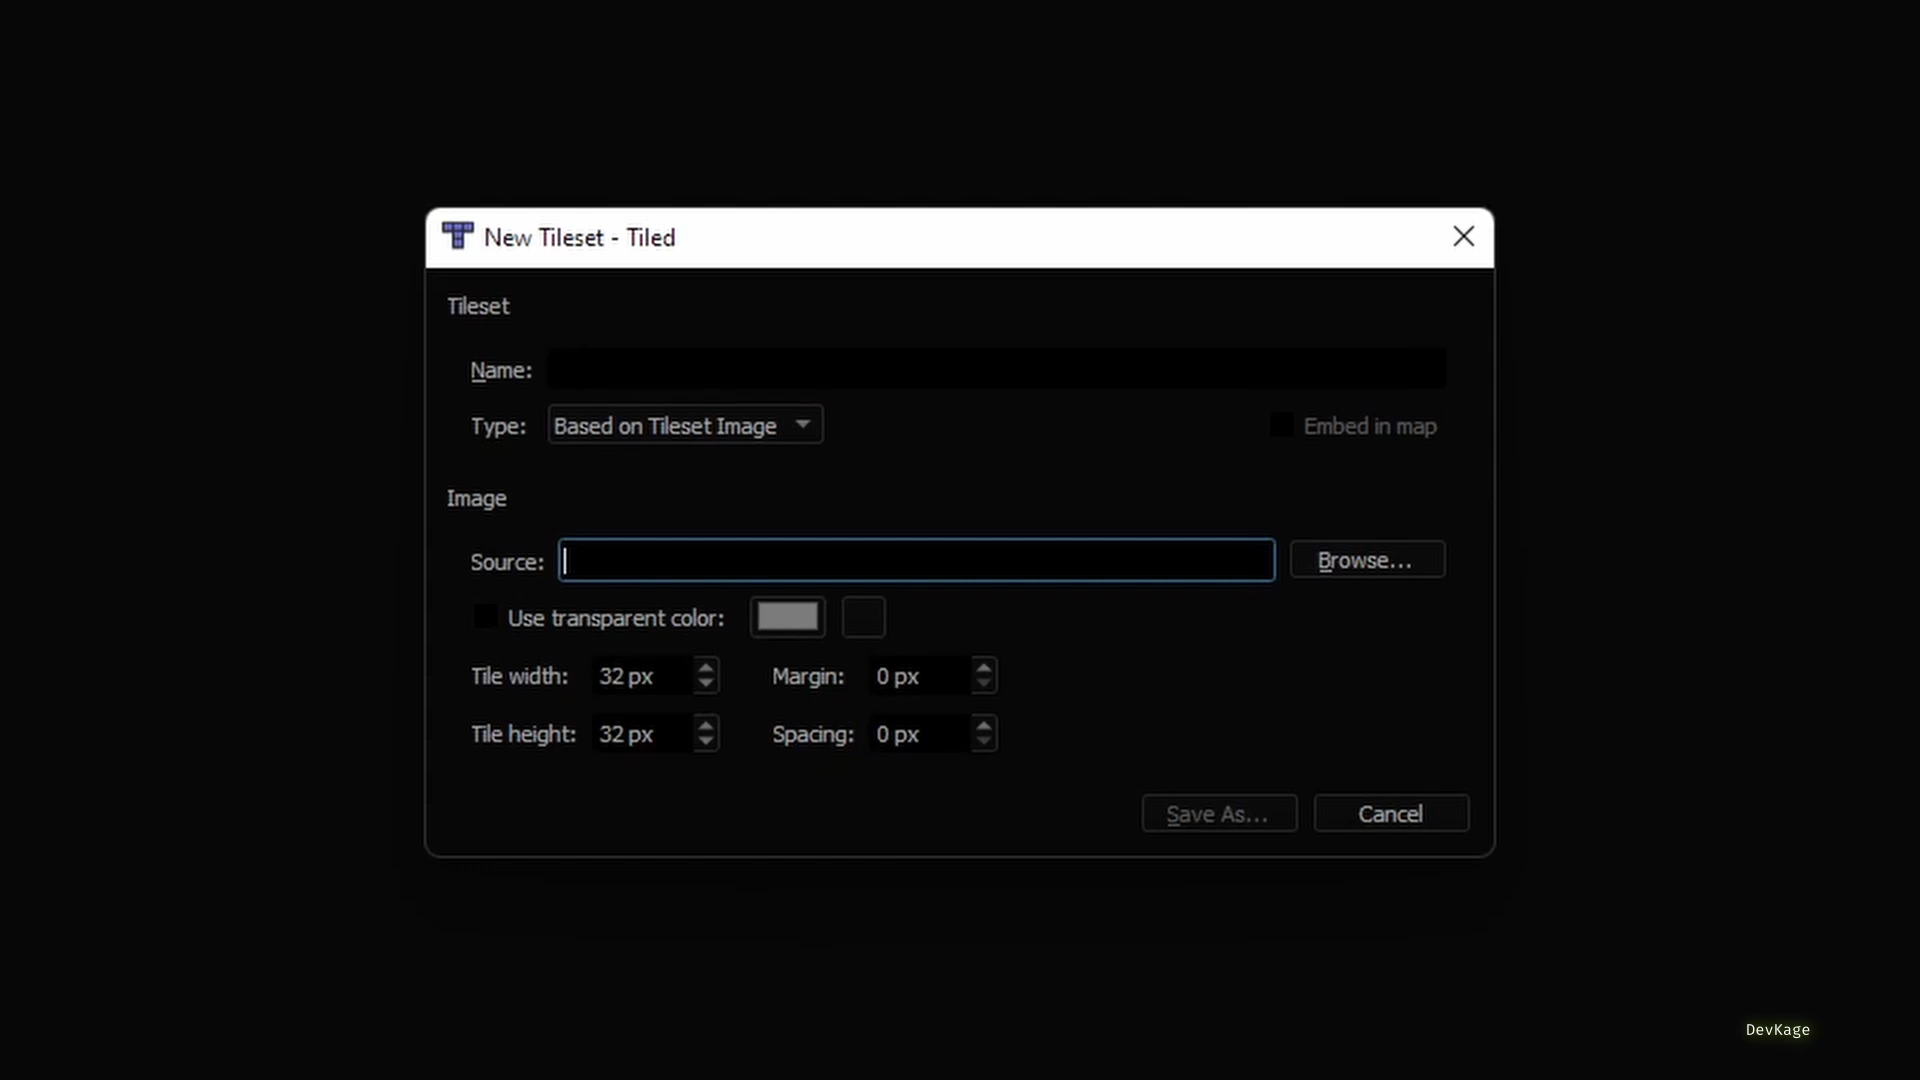 New Tileset - Tiled
Tileset
Name:
Type: Based on Tileset Image Embed in map
Image
Source: Browse...
Use transparent color:
Tile width: 32 px Margin: 0 px
Tile height: 32 px Spacing: 0 px
Save As... Cancel
DevKage